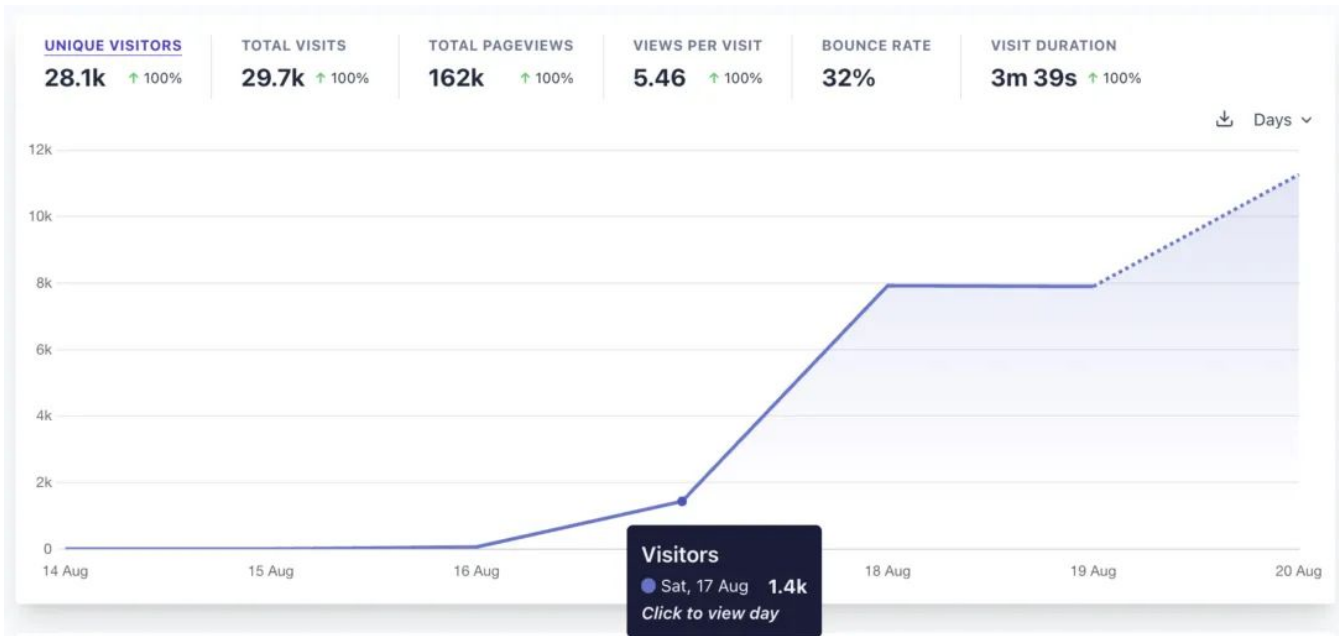 UNIQUE VISITORS TOTAL VISITS TOTAL PAGEVIEWS VIEWS PER VISIT BOUNCE RATE VISIT DURATION
28.1k ↑ 100% 29.7k ↑ 100% 162k ↑ 100% 5.46 ↑ 100% 32% 3m 39s ↑ 100%
Days
12k
10k
8k
6k
4k
2k
0
14 Aug 15 Aug 16 Aug 18 Aug 19 Aug 20 Aug
Visitors
Sat, 17 Aug 1.4k
Click to view day